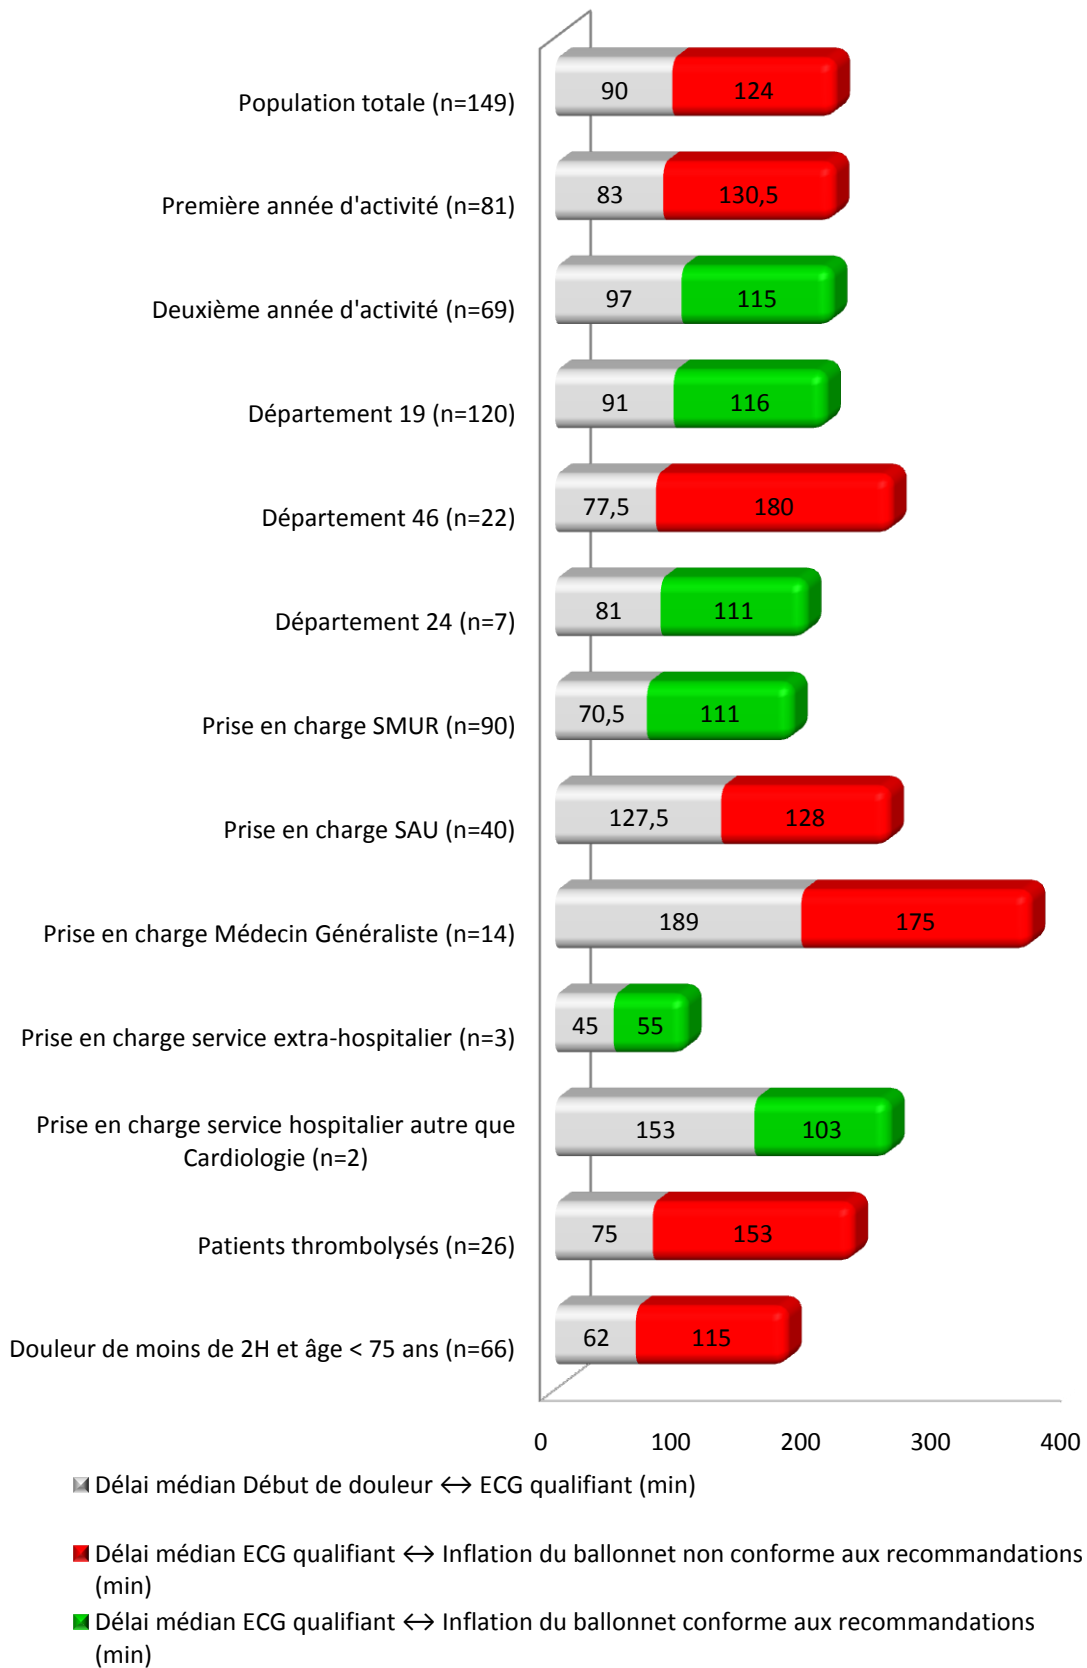 Population totale (n=149)
90
124
Première année d'activité (n=81)
83
130,5
Deuxième année d'activité (n=69)
97
115
Département 19 (n=120)
91
116
Département 46 (n=22)
77,5
180
Département 24 (n=7)
81
111
Prise en charge SMUR (n=90)
70,5
111
Prise en charge SAU (n=40)
127,5
128
Prise en charge Médecin Généraliste (n=14)
189
175
Prise en charge service extra-hospitalier (n=3)
45
55
Prise en charge service hospitalier autre que
Cardiologie (n=2)
153
103
Patients thrombolysés (n=26)
75
153
Douleur de moins de 2H et âge < 75 ans (n=66)
62
115
0 100 200 300 400
Délai médian Début de douleur ↔ ECG qualifiant (min)
Délai médian ECG qualifiant ↔ Inflation du ballonnet non conforme aux recommandations
(min)
Délai médian ECG qualifiant ↔ Inflation du ballonnet conforme aux recommandations
(min)